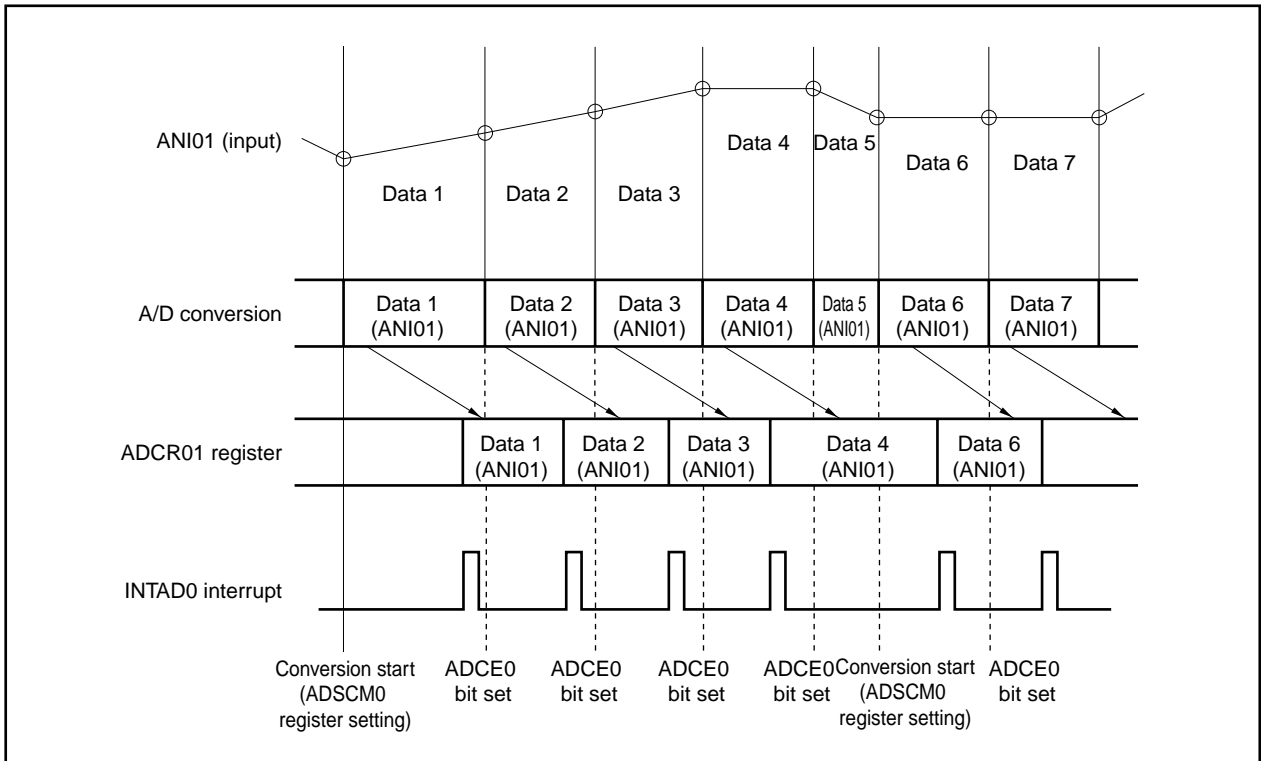 ANI01 (input)
Data 1
Data 2
Data 3
Data 4
Data 5
Data 6
Data 7
A/D conversion
Data 1
(ANI01)
Data 2
(ANI01)
Data 3
(ANI01)
Data 4
(ANI01)
Data 5
(ANI01)
Data 6
(ANI01)
Data 7
(ANI01)
ADCR01 register
Data 1
(ANI01)
Data 2
(ANI01)
Data 3
(ANI01)
Data 4
(ANI01)
Data 6
(ANI01)
INTAD0 interrupt
Conversion start
(ADSCM0
register setting)
ADCE0
bit set
ADCE0
bit set
ADCE0
bit set
ADCE0
bit set
Conversion start
(ADSCM0
register setting)
ADCE0
bit set